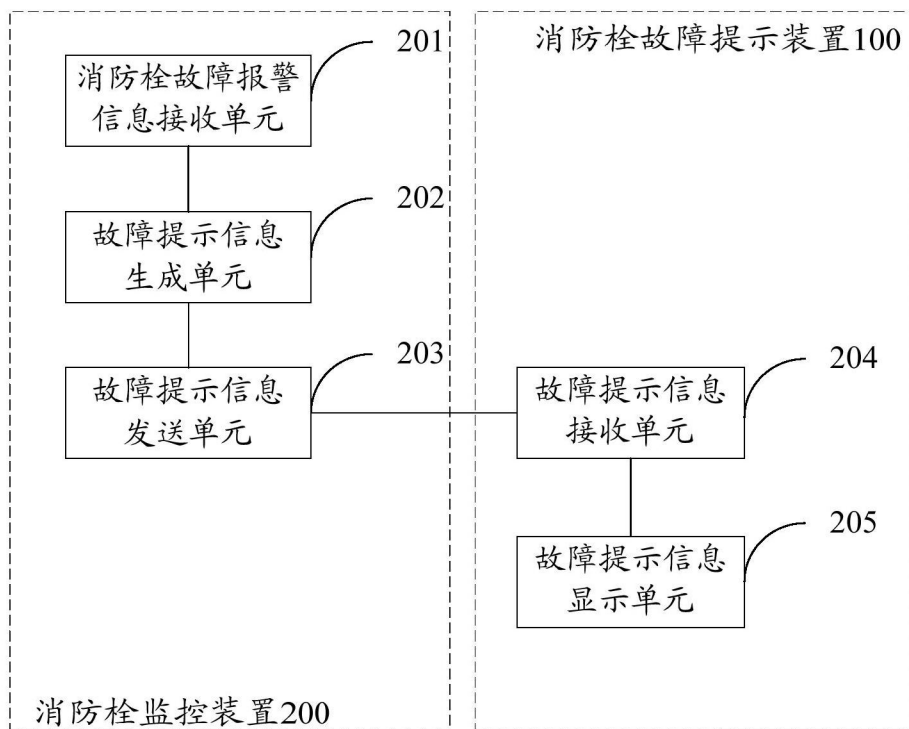 消防栓故障提示装置100
201
消防栓故障报警
信息接收单元
202
故障提示信息
生成单元
203
故障提示信息
发送单元
204
故障提示信息
接收单元
205
故障提示信息
显示单元
消防栓监控装置200